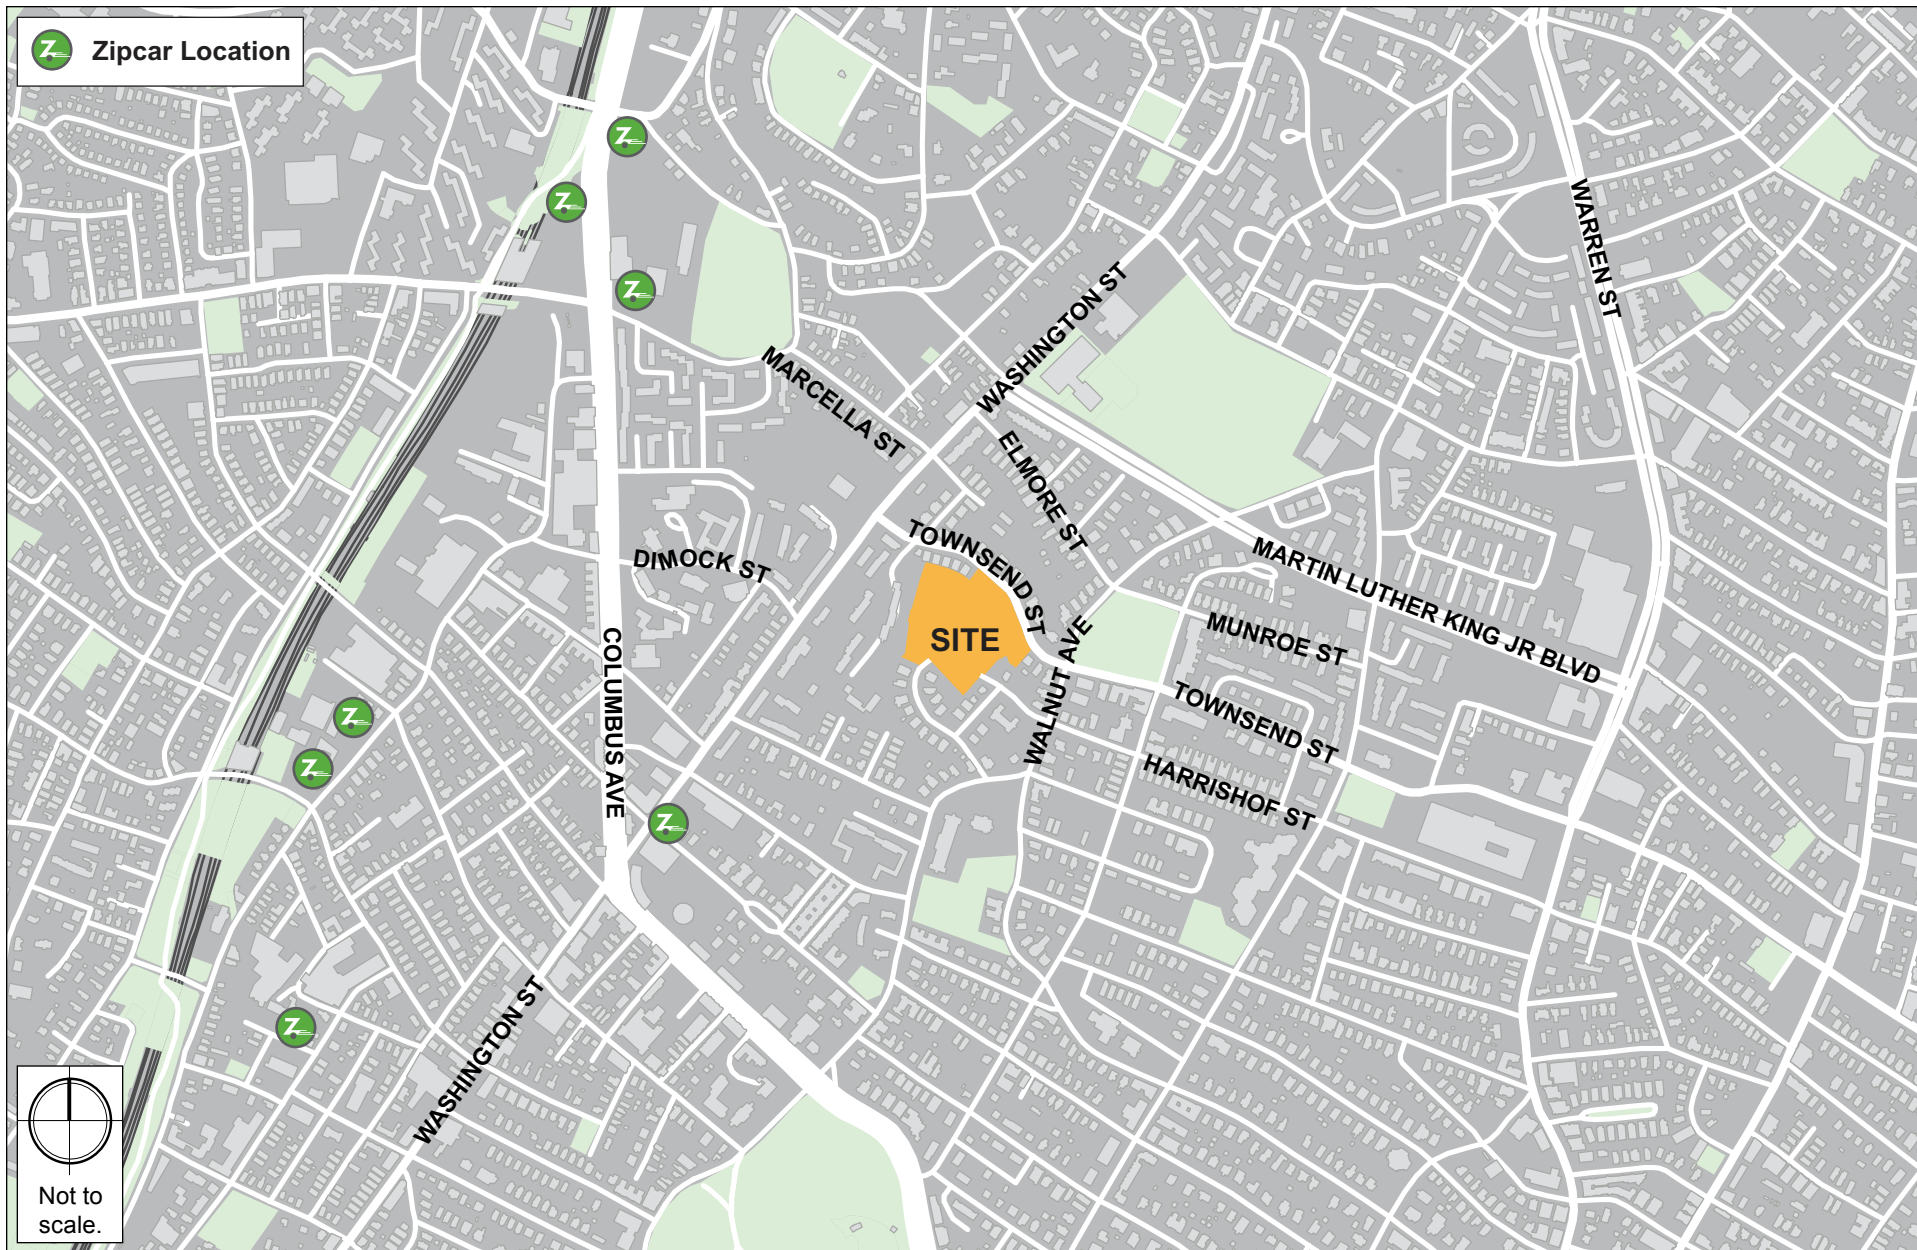 Zipcar Location
WARREN ST
WASHINGTON ST
MARCELLA ST
ELMORE ST
TOWNSEND ST
DIMOCK ST
MARTIN LUTHER KING JR BLVD
SITE
MUNROE ST
WALNUT AVE
COLUMBUS AVE
TOWNSEND ST
HARRISHOF ST
WASHINGTON ST
Not to
scale.